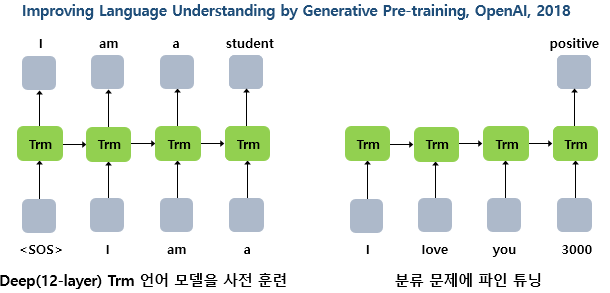 Improving Language Understanding by Generative Pre-training, OpenAI, 2018
I am a student positive
Trm Trm Trm Trm Trm Trm Trm Trm
<SOS> I am a I love you 3000
Deep(12-layer) Trm 언어 모델을 사전 훈련 분류 문제에 파인 튜닝